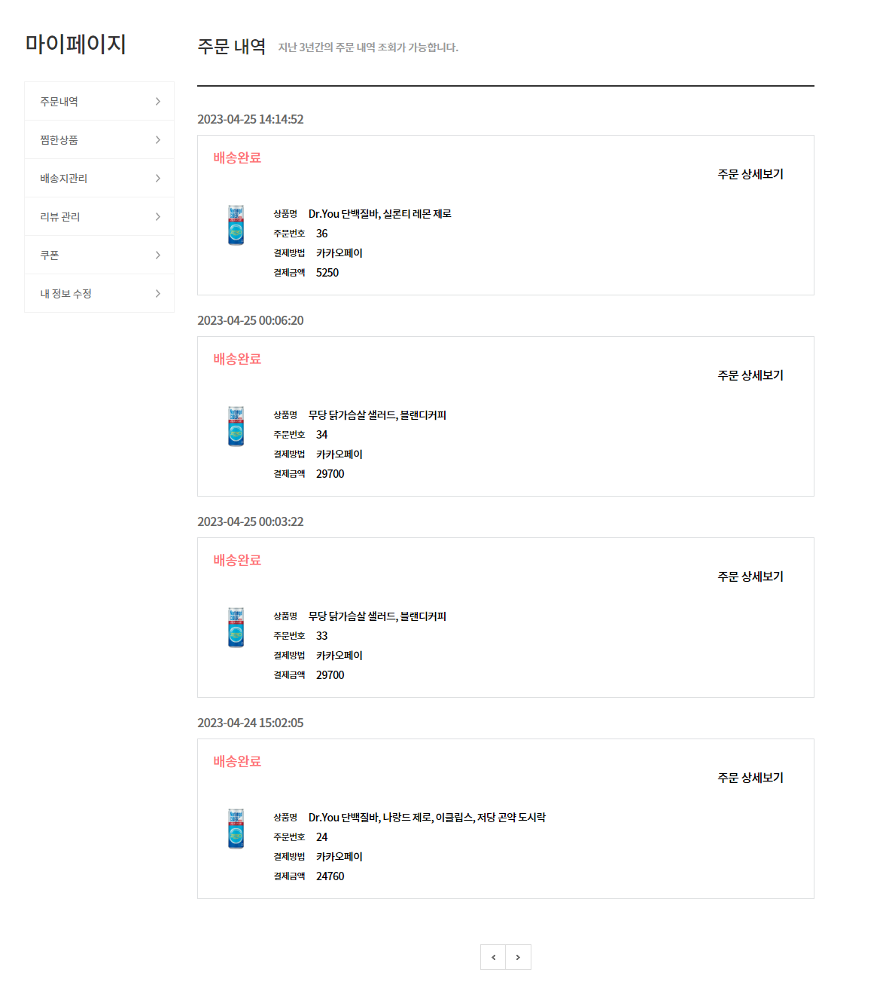 마이페이지
주문내역
찜한상품
배송지관리
리뷰 관리
쿠폰
내 정보 수정
주문 내역 지난 3년간의 주문 내역 조회가 가능합니다.
2023-04-25 14:14:52
배송완료
주문 상세보기
상품명 Dr.You 단백질바, 실론티 레몬 제로
주문번호 36
결제방법 카카오페이
결제금액 5250
2023-04-25 00:06:20
배송완료
주문 상세보기
상품명 무당 닭가슴살 샐러드, 블랜디커피
주문번호 34
결제방법 카카오페이
결제금액 29700
2023-04-25 00:03:22
배송완료
주문 상세보기
상품명 무당 닭가슴살 샐러드, 블랜디커피
주문번호 33
결제방법 카카오페이
결제금액 29700
2023-04-24 15:02:05
배송완료
주문 상세보기
상품명 Dr.You 단백질바, 나랑드 제로, 이클립스, 저당 곤약 도시락
주문번호 24
결제방법 카카오페이
결제금액 24760